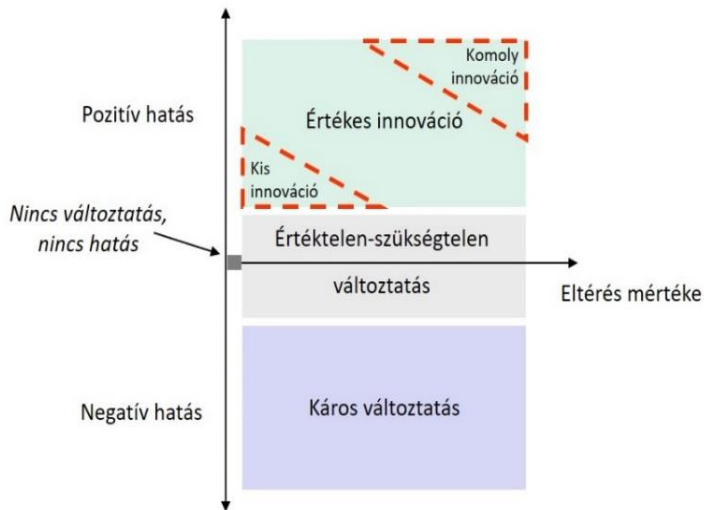 Komoly
innováció
Pozitív hatás
Értékes innováció
Kis
innováció
Nincs változtatás,
nincs hatás
Értéktelen-szükségtelen
változtatás
Eltérés mértéke
Negatív hatás
Káros változtatás